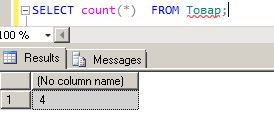 SELECT count(*) FROM Товар;
100 %
Results Messages
(No column name)
1 4